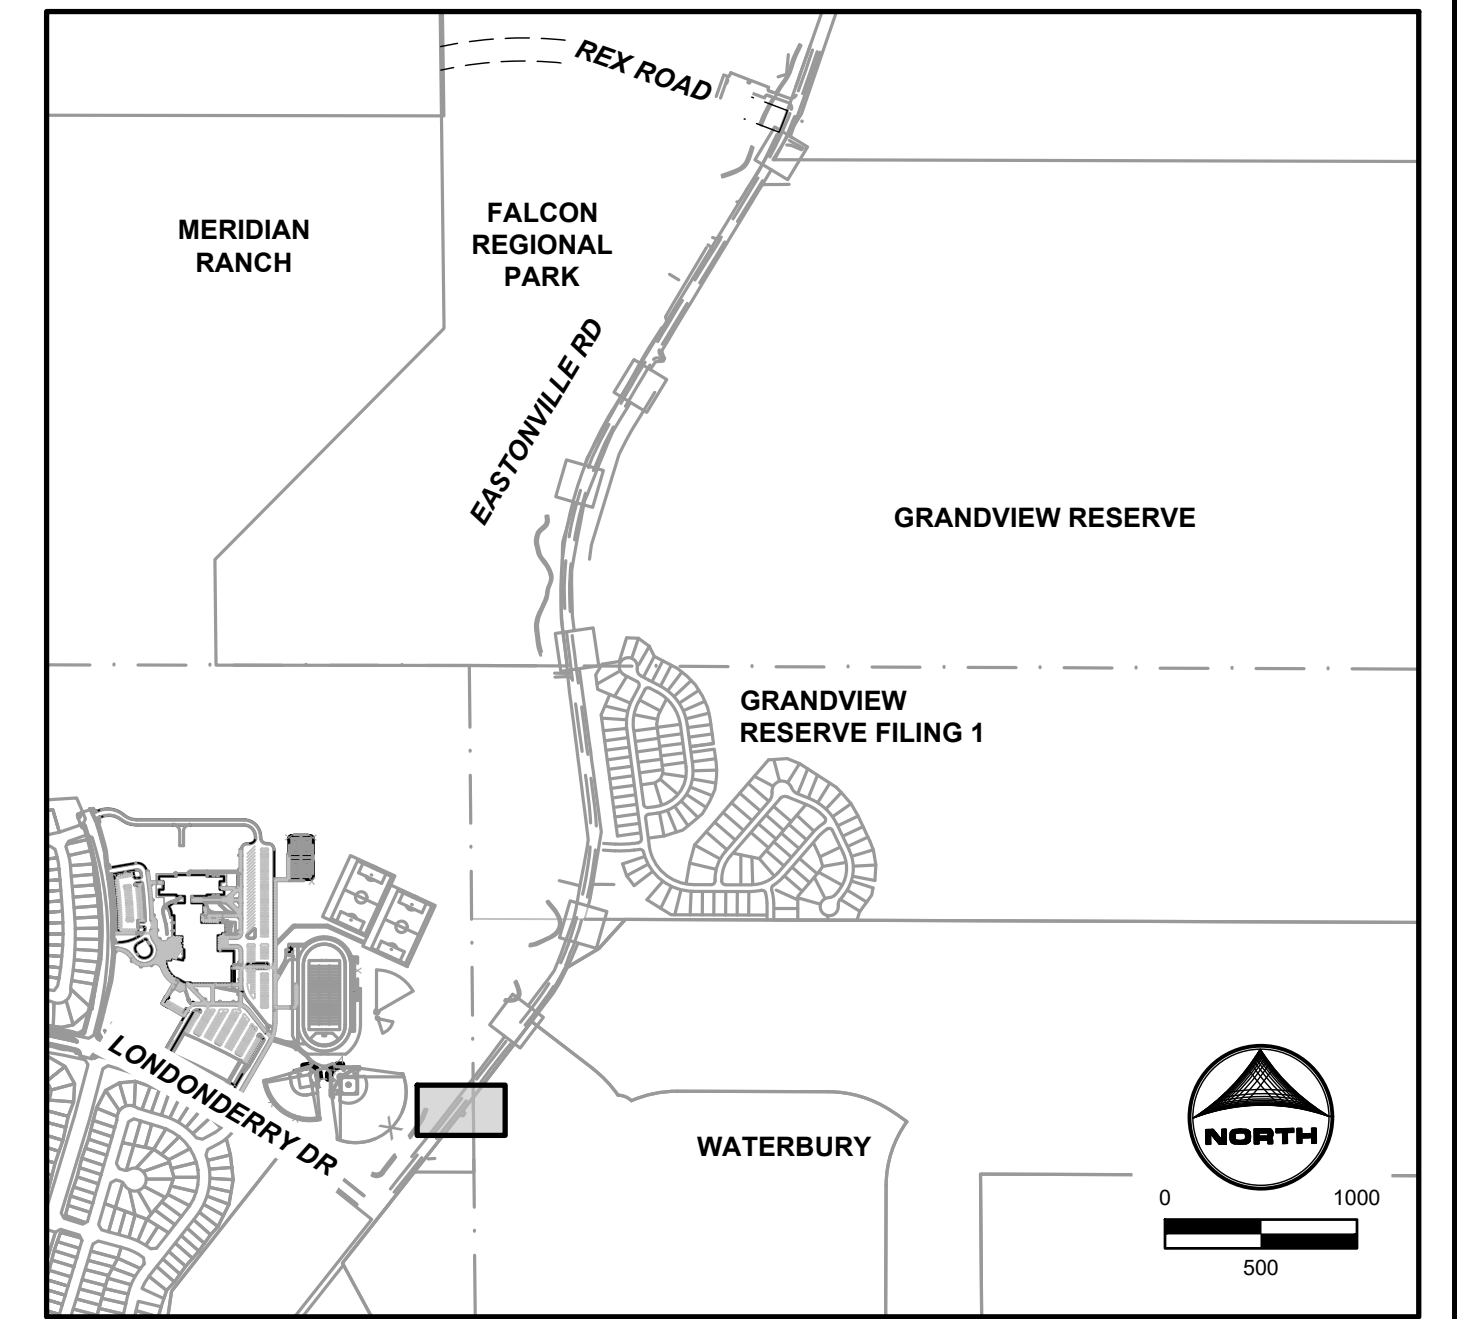 REX ROAD
MERIDIAN
RANCH
FALCON
REGIONAL
PARK
EASTONVILLE RD
GRANDVIEW RESERVE
GRANDVIEW
RESERVE FILING 1
LONDONDERRY DR
WATERBURY
NORTH
0 1000
500